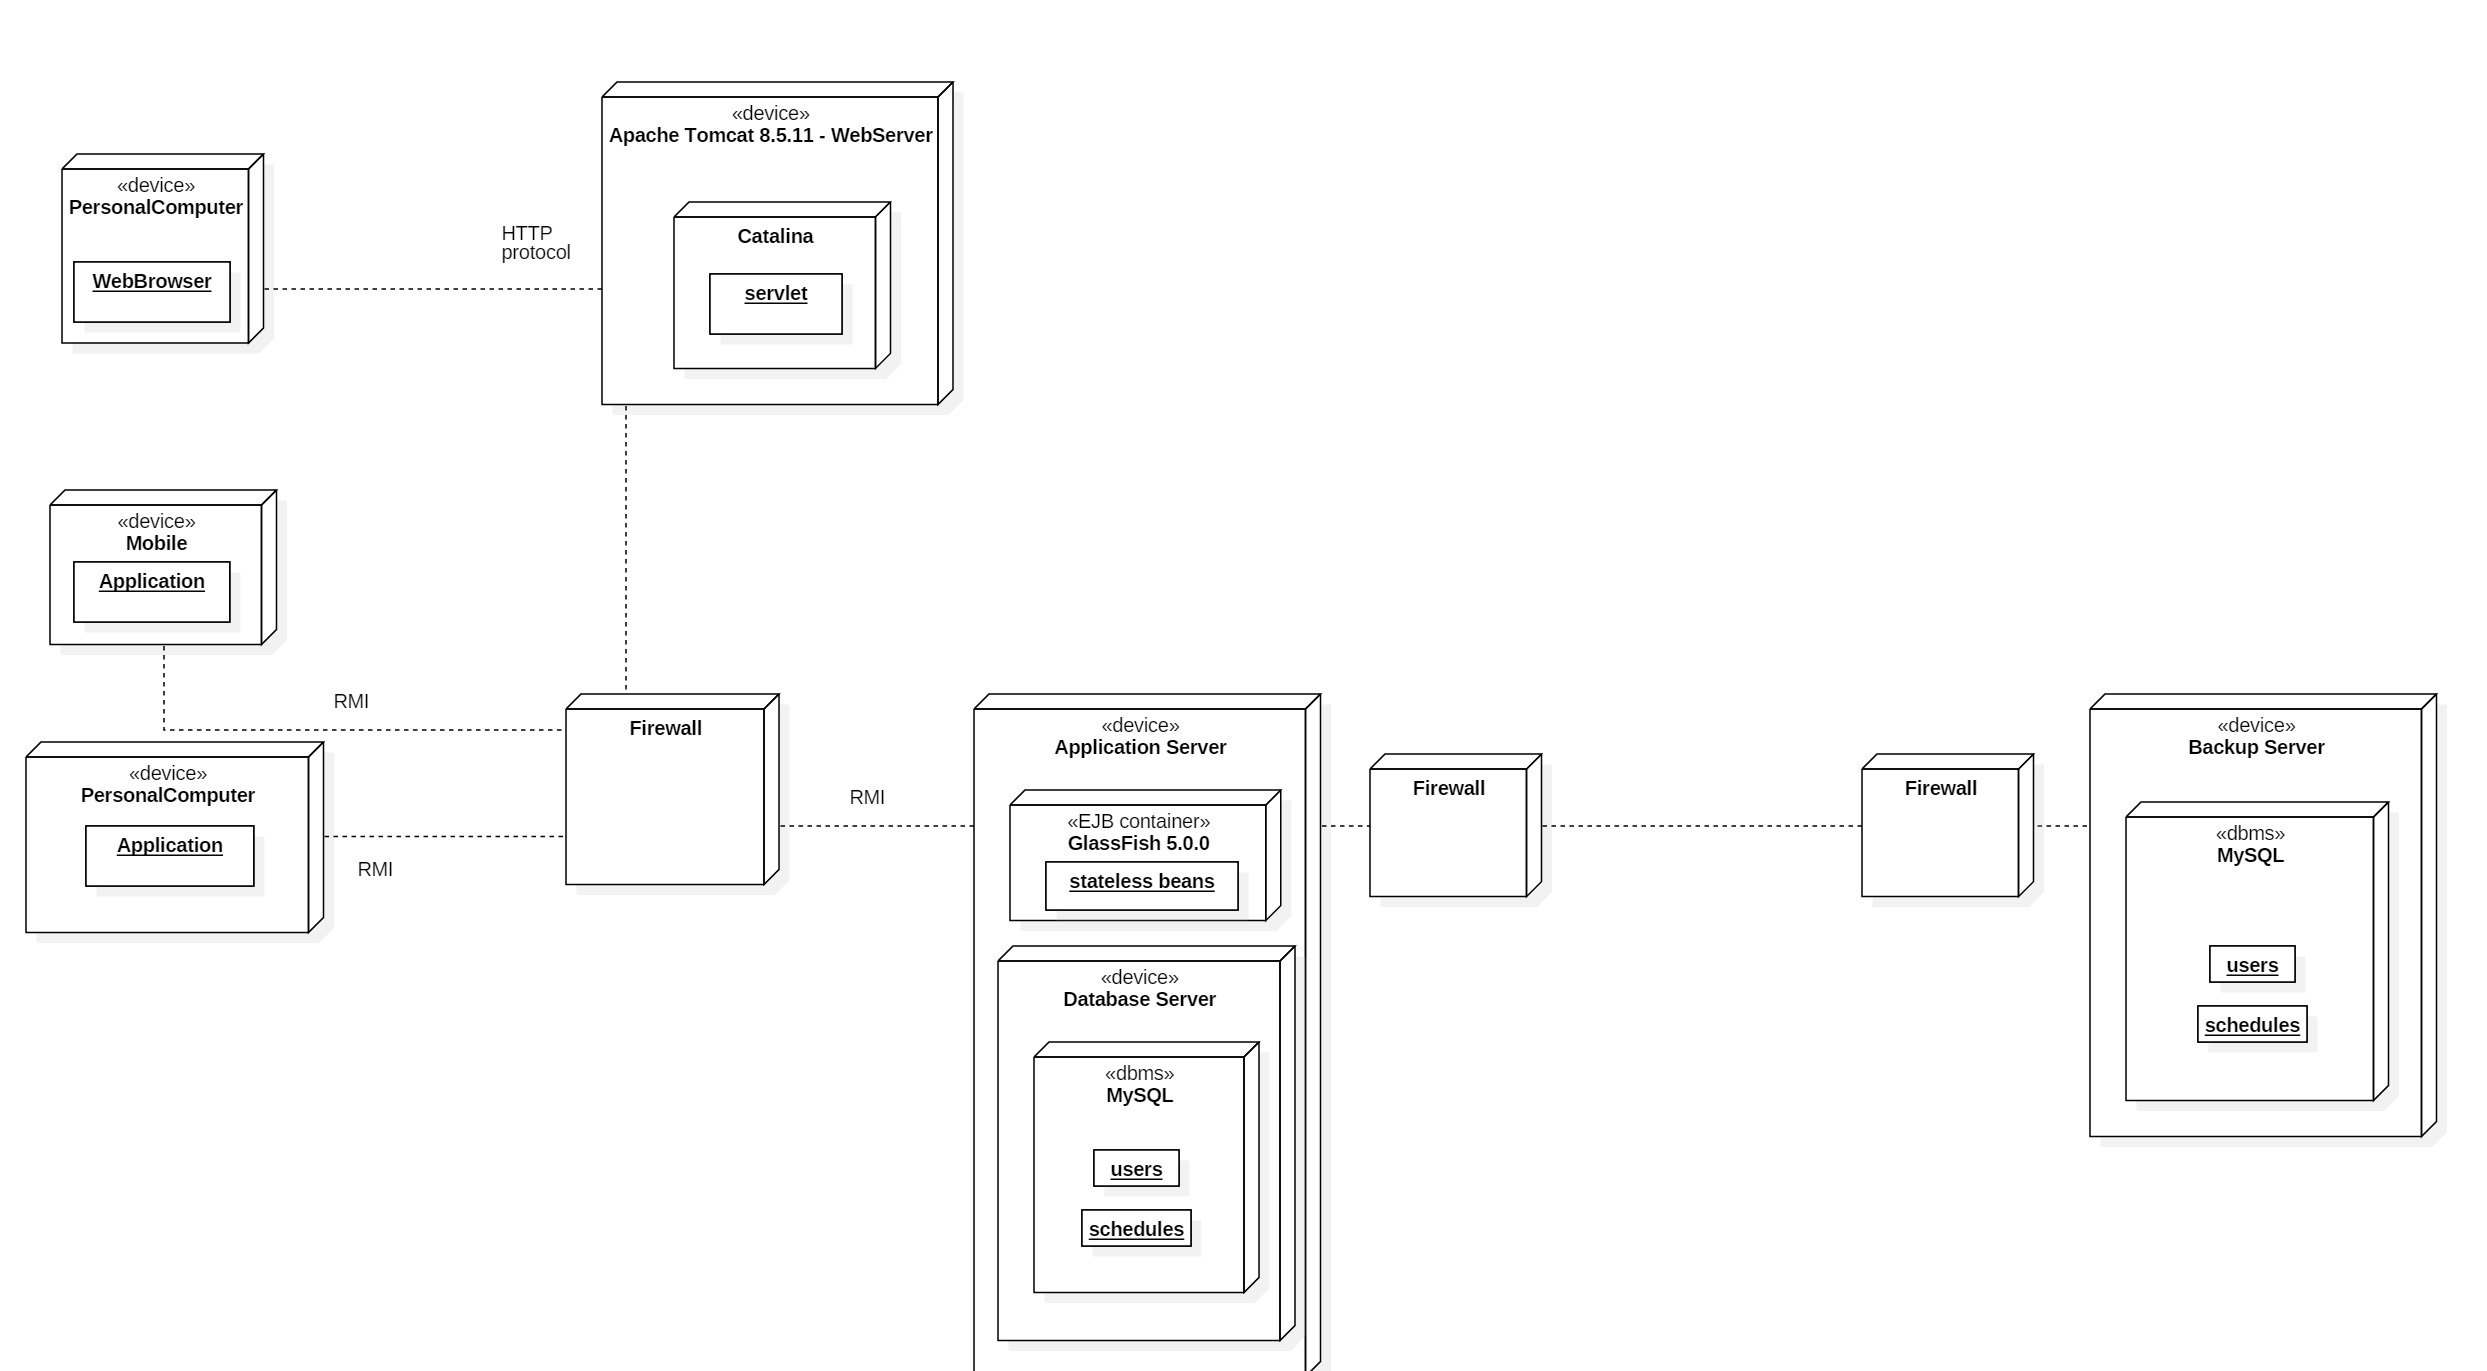 «device»
Apache Tomcat 8.5.11 - WebServer
«device»
PersonalComputer
WebBrowser
HTTP
protocol
Catalina
servlet
«device»
Mobile
Application
RMI
«device»
PersonalComputer
Application
RMI
Firewall
RMI
«device»
Application Server
«EJB container»
GlassFish 5.0.0
stateless beans
«device»
Database Server
«dbms»
MySQL
users
schedules
Firewall
Firewall
«device»
Backup Server
«dbms»
MySQL
users
schedules